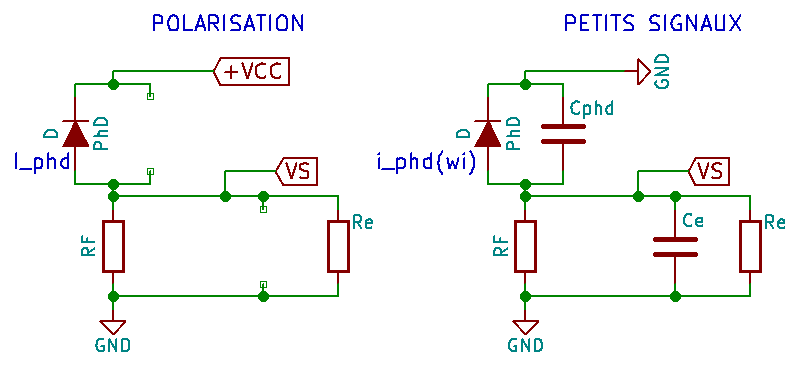 POLARISATION
+VCC
D
PhD
I_phd
VS
RF
Re
GND
PETITS SIGNAUX
GND
Cphd
D
PhD
i_phd(wi)
VS
RF
Ce
Re
GND